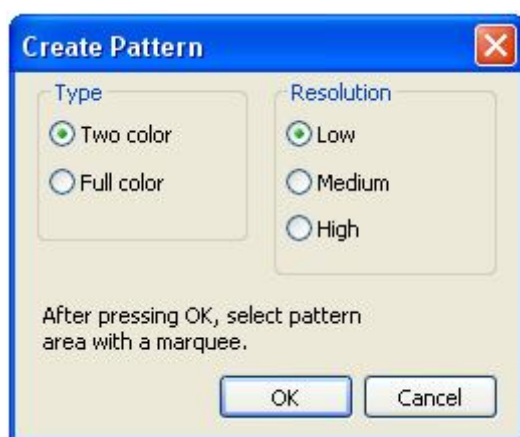 Create Pattern
Type
Two color
Full color
Resolution
Low
Medium
High
After pressing OK, select pattern
area with a marquee.
OK
Cancel